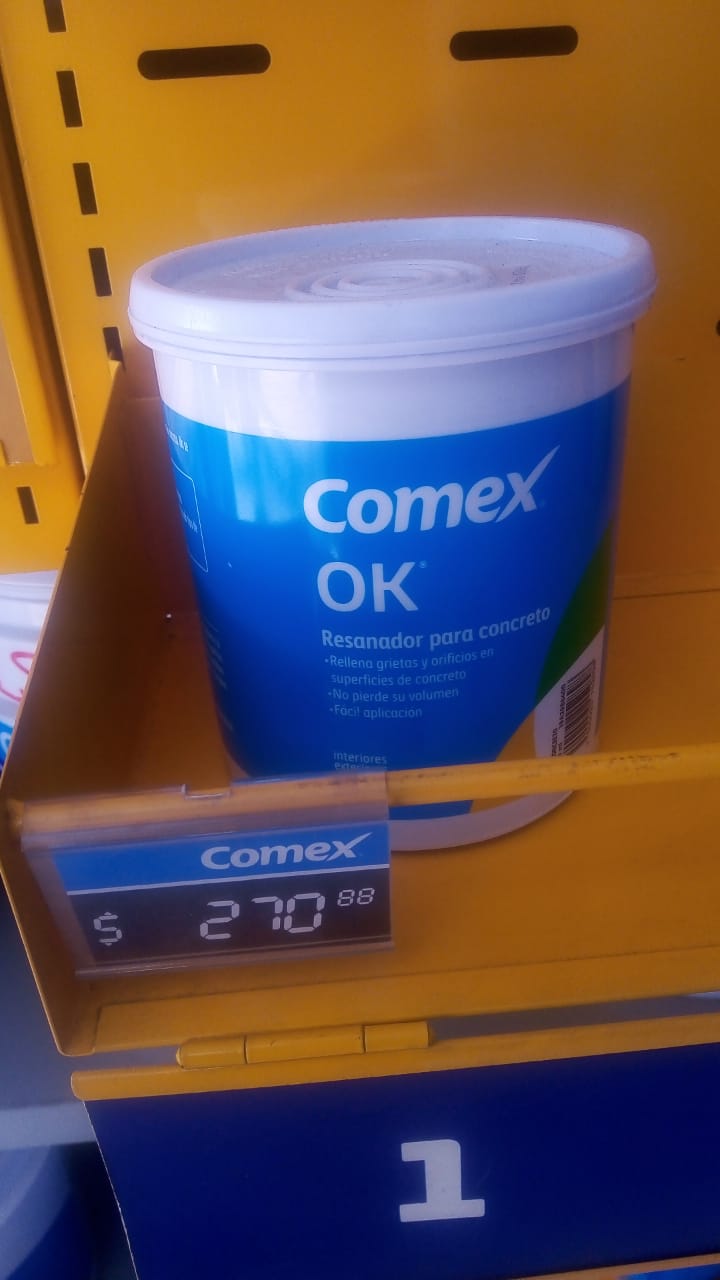 Comex
OK®
Resanador para concreto
•Rellena grietas y orificios en
superficies de concreto
•No pierde su volumen
•Fácil aplicación
interiores
Comex
$ 270 88
1